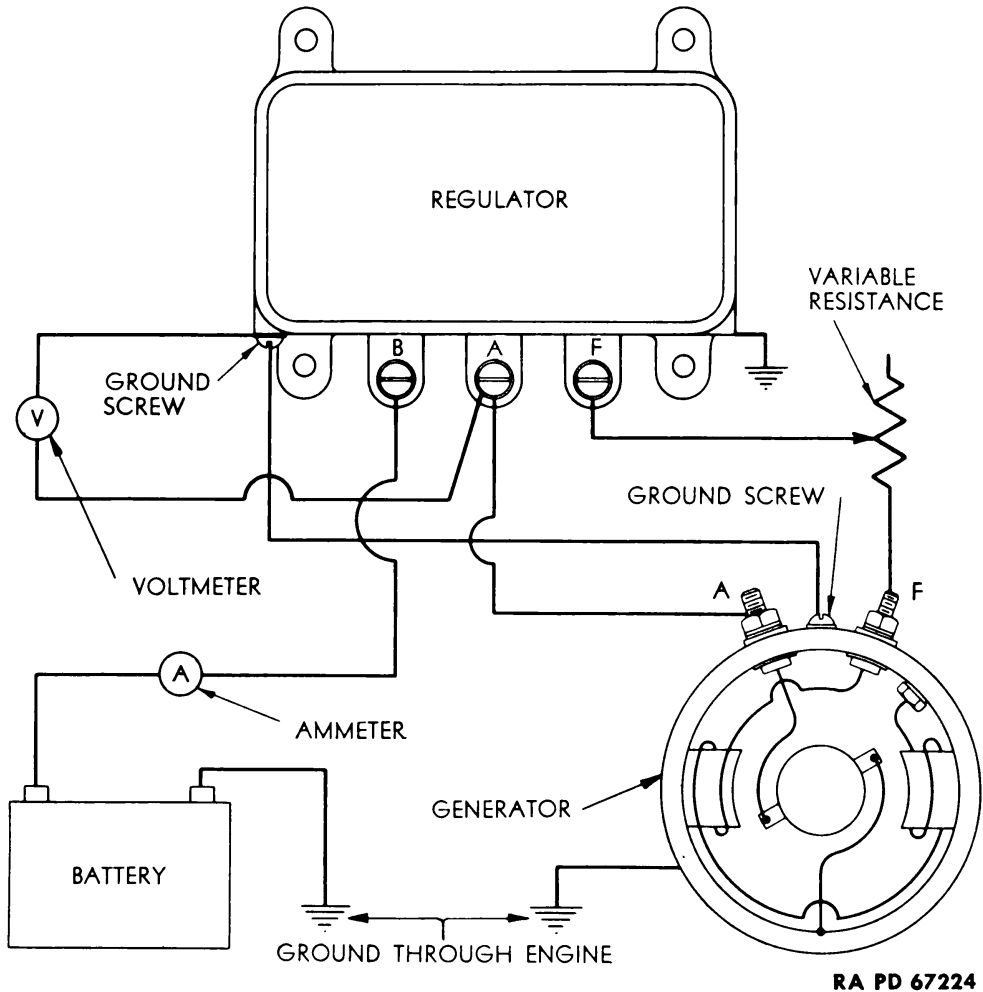 REGULATOR
VARIABLE
RESISTANCE
B
A
F
GROUND
SCREW
V
GROUND SCREW
VOLTMETER
A
F
A
AMMETER
GENERATOR
BATTERY
GROUND THROUGH ENGINE
RA PD 67224